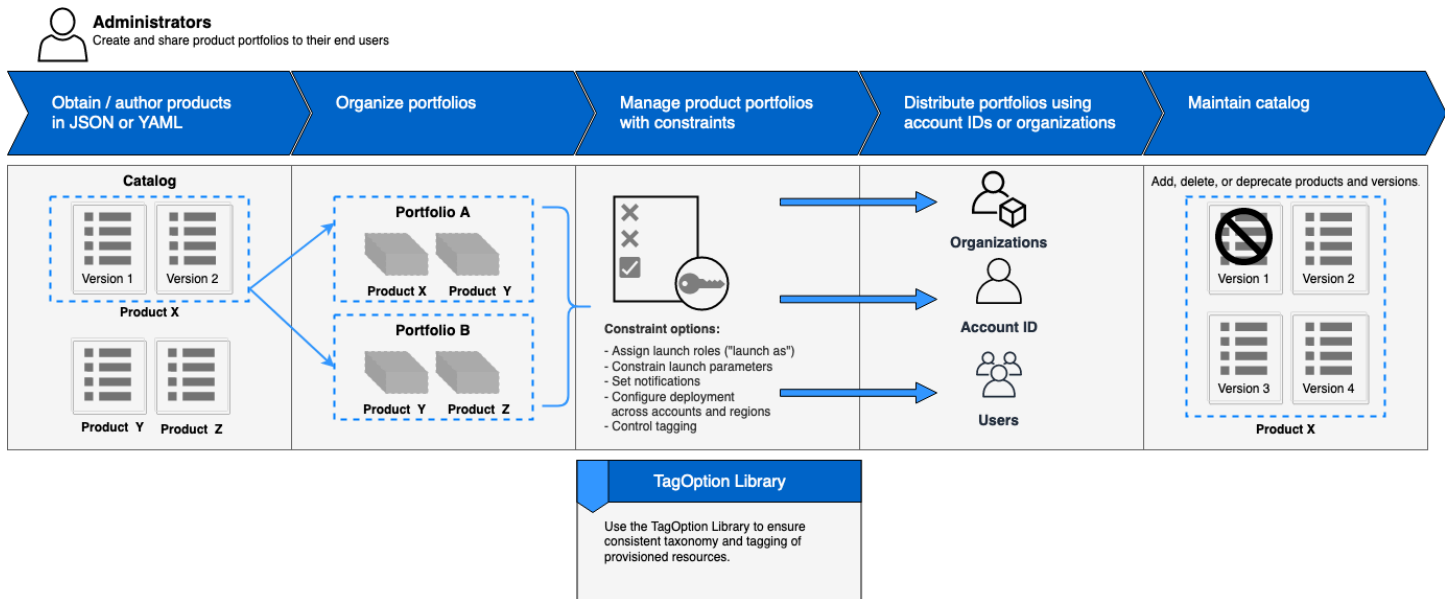 Administrators
Create and share product portfolios to their end users
Obtain / author products
in JSON or YAML
Organize portfolios
Manage product portfolios
with constraints
Distribute portfolios using
account IDs or organizations
Maintain catalog
Catalog
Version 1
Version 2
Product X
Product Y
Product Z
Portfolio A
Product X
Product Y
Portfolio B
Product Y
Product Z
Constraint options:
- Assign launch roles ("launch as")
- Constrain launch parameters
- Set notifications
- Configure deployment
across accounts and regions
- Control tagging
Organizations
Account ID
Users
Add, delete, or deprecate products and versions.
Version 1
Version 2
Version 3
Version 4
Product X
TagOption Library
Use the TagOption Library to ensure
consistent taxonomy and tagging of
provisioned resources.